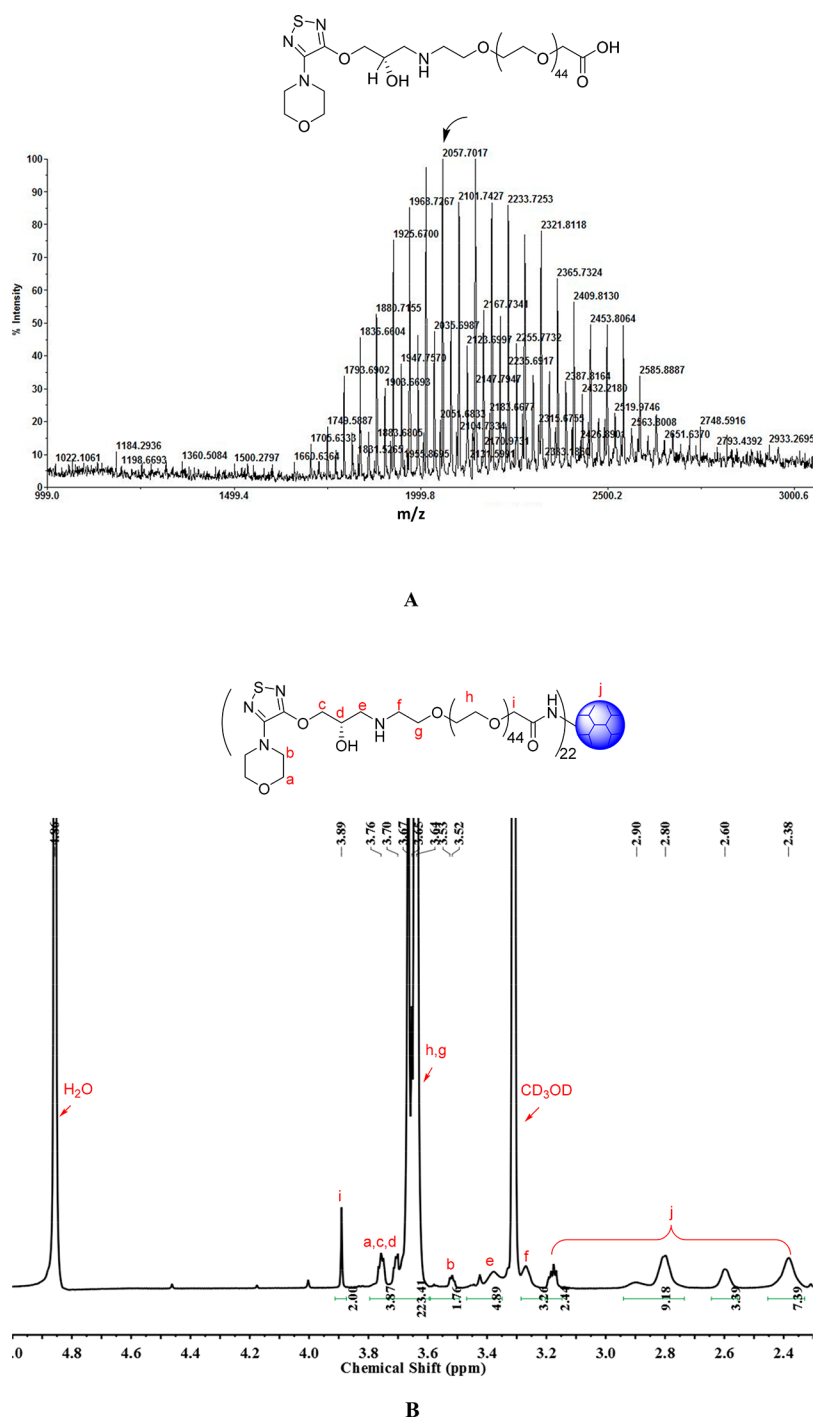 A
S
N
N
O
N
H
OH
N
H
O
O
44
O
OH
O
O
2057.7017
1968.7267
2101.7427
2233.7253
1925.6700
2321.8118
2365.7324
2409.8130
1880.7155
2167.7341
2453.8064
1836.6604
2035.6987
2255.7732
2123.6997
1947.7570
2235.6917
1793.6902
2147.7947
2387.8164
2585.8887
1903.6693
2432.2180
1749.5887
2051.6833
2183.6677
2519.9746
1705.6333
1883.6805
2104.7334
2315.6755
2563.8008
2748.5916
1184.2936
1831.5265
2170.9731
2426.8901
2651.6370
1022.1061
1198.6693
1360.5084
1500.2797
1660.6364
1955.8695
2131.5991
2793.4392
2933.2695
% Intensity
100
90
80
70
60
50
40
30
20
10
0
999.0
1499.4
1999.8
2500.2
3000.6
m/z
A
S
N
N
O
c
d
e
N
H
f
g
O
h
O
44
i
O
H
N
22
j
N
OH
b
a
O
4.86
3.89
3.76
3.70
3.67
3.65
3.64
3.53
3.52
2.90
2.80
2.60
2.38
H2O
h,g
CD3OD
i
a,c,d
b
e
f
j
2.00
3.87
223.41
1.76
4.89
3.26
2.44
9.18
3.39
7.39
4.8
4.6
4.4
4.2
4.0
3.8
3.6
3.4
3.2
3.0
2.8
2.6
2.4
Chemical Shift (ppm)
B